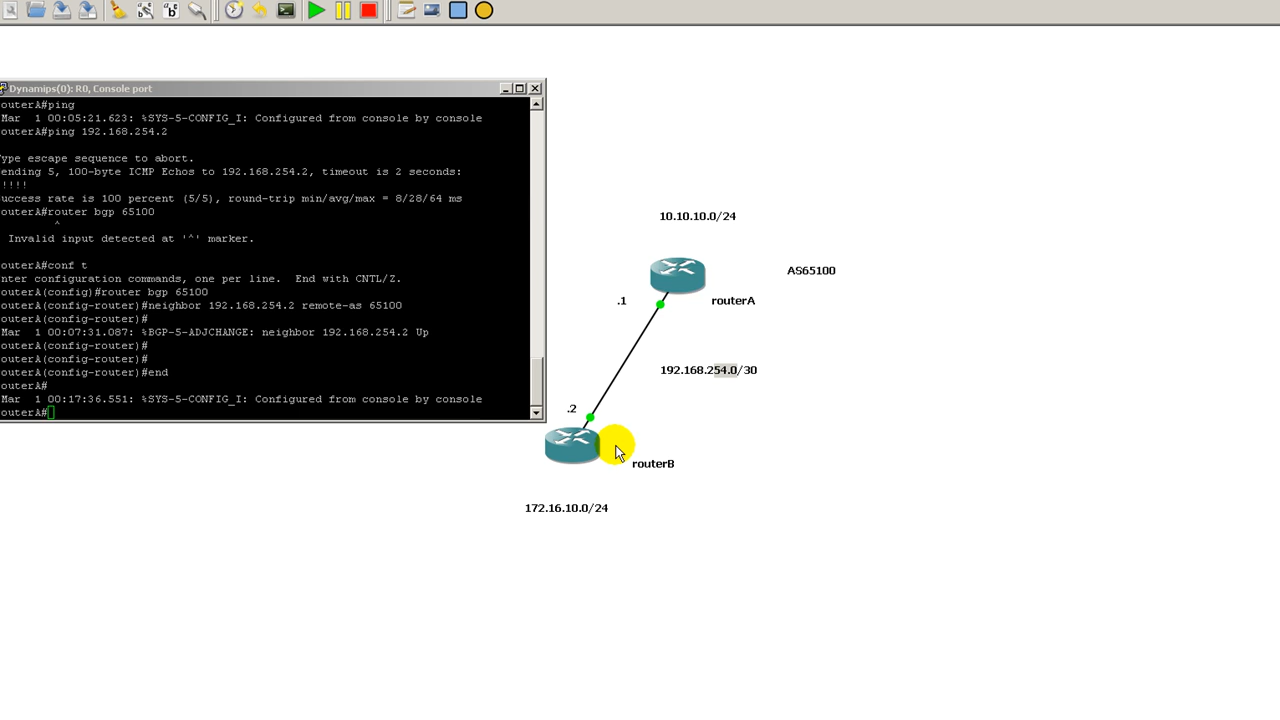 Dynamips(0): R0, Console port
outerA#ping
Mar  1 00:05:21.623: %SYS-5-CONFIG_I: Configured from console by console
outerA#ping 192.168.254.2
ype escape sequence to abort.
ending 5, 100-byte ICMP Echos to 192.168.254.2, timeout is 2 seconds:
!!!!
uccess rate is 100 percent (5/5), round-trip min/avg/max = 8/28/64 ms
outerA#router bgp 65100
^
Invalid input detected at '^' marker.
outerA#conf t
nter configuration commands, one per line.  End with CNTL/Z.
outerA(config)#router bgp 65100
outerA(config-router)#neighbor 192.168.254.2 remote-as 65100
outerA(config-router)#
Mar  1 00:07:31.087: %BGP-5-ADJCHANGE: neighbor 192.168.254.2 Up
outerA(config-router)#
outerA(config-router)#
outerA(config-router)#end
outerA#
Mar  1 00:17:36.551: %SYS-5-CONFIG_I: Configured from console by console
outerA#
10.10.10.0/24
AS65100
.1
routerA
192.168.254.0/30
.2
routerB
172.16.10.0/24